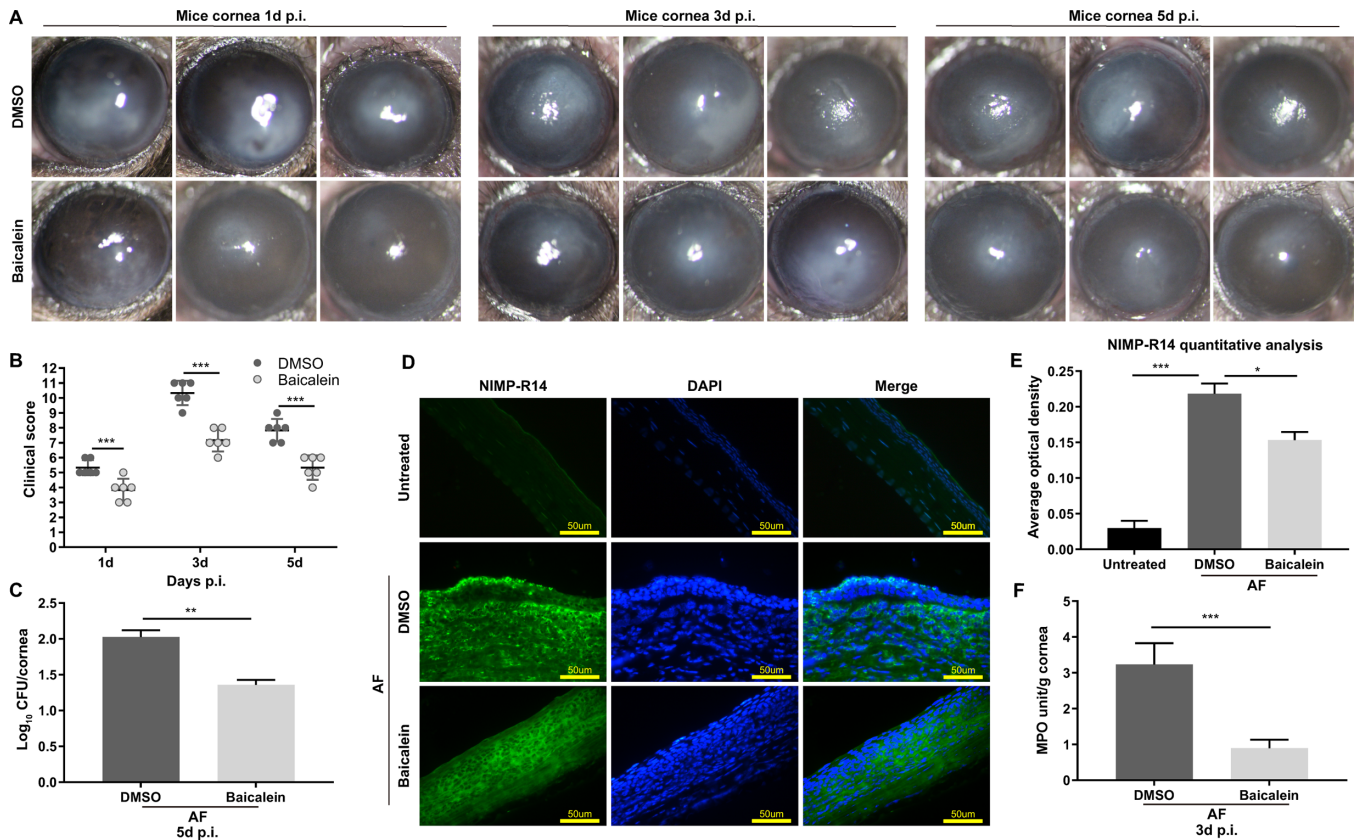 A
Mice cornea 1d p.i.
Mice cornea 3d p.i.
Mice cornea 5d p.i.
DMSO
Baicalein
B
Clinical score
12
11
10
9
8
7
6
5
4
3
2
1
0
DMSO
Baicalein
***
***
***
1d
3d
5d
Days p.i.
C
Log10 CFU/cornea
2.5
2.0
1.5
1.0
0.5
0.0
**
DMSO
Baicalein
AF
5d p.i.
D
NIMP-R14
DAPI
Merge
Untreated
50um
50um
50um
AF
DMSO
50um
50um
50um
Baicalein
50um
50um
50um
E
NIMP-R14 quantitative analysis
Average optical density
0.25
0.20
0.15
0.10
0.05
0.00
***
*
Untreated
DMSO
Baicalein
AF
F
MPO unit/g cornea
5
4
3
2
1
0
***
DMSO
Baicalein
AF
3d p.i.